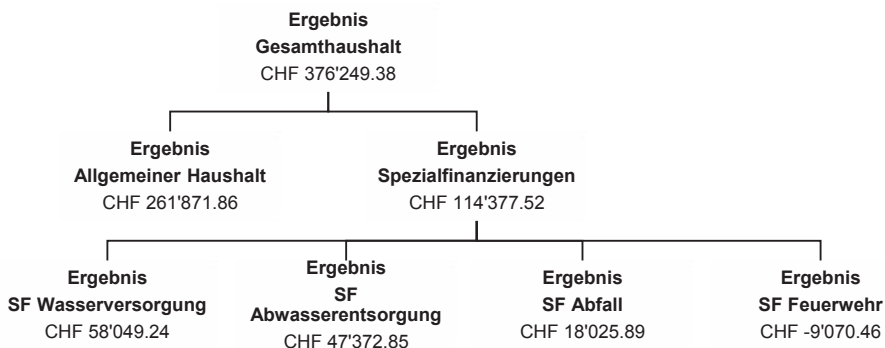 Ergebnis
Gesamthaushalt
CHF 376'249.38
Ergebnis
Allgemeiner Haushalt
CHF 261'871.86
Ergebnis
Spezialfinanzierungen
CHF 114'377.52
Ergebnis
SF Wasserversorgung
CHF 58'049.24
Ergebnis
SF
Abwasserentsorgung
CHF 47'372.85
Ergebnis
SF Abfall
CHF 18'025.89
Ergebnis
SF Feuerwehr
CHF -9'070.46